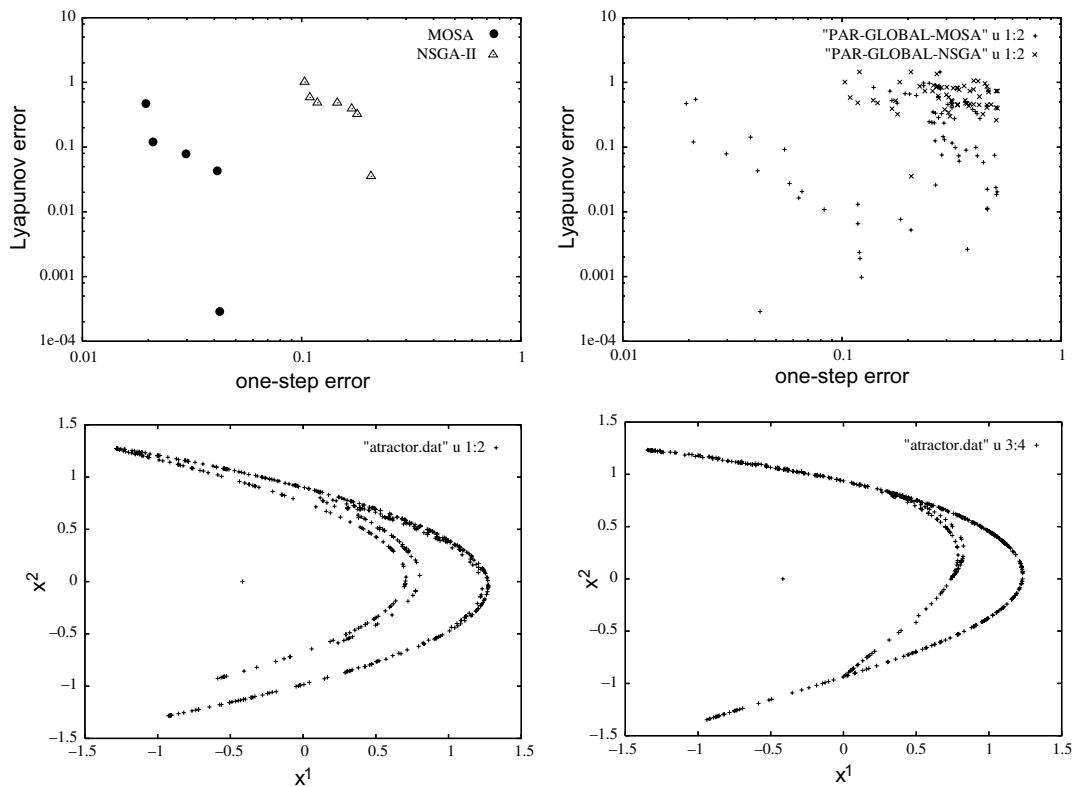 MOSA
NSGA-II
1
0.1
0.01
0.001
1e-04
0.01 0.1 1
Lyapunov error
one-step error
"PAR-GLOBAL-MOSA" u 1:2
"PAR-GLOBAL-NSGA" u 1:2
1
0.1
0.01
0.001
1e-04
0.01 0.1 1
Lyapunov error
one-step error
"atractor.dat" u 1:2
1.5
1
0.5
0
−0.5
−1
−1.5
−1.5 −1 −0.5 0 0.5 1 1.5
x2
x1
"atractor.dat" u 3:4
1.5
1
0.5
0
−0.5
−1
−1.5
−1.5 −1 −0.5 0 0.5 1 1.5
x2
x1